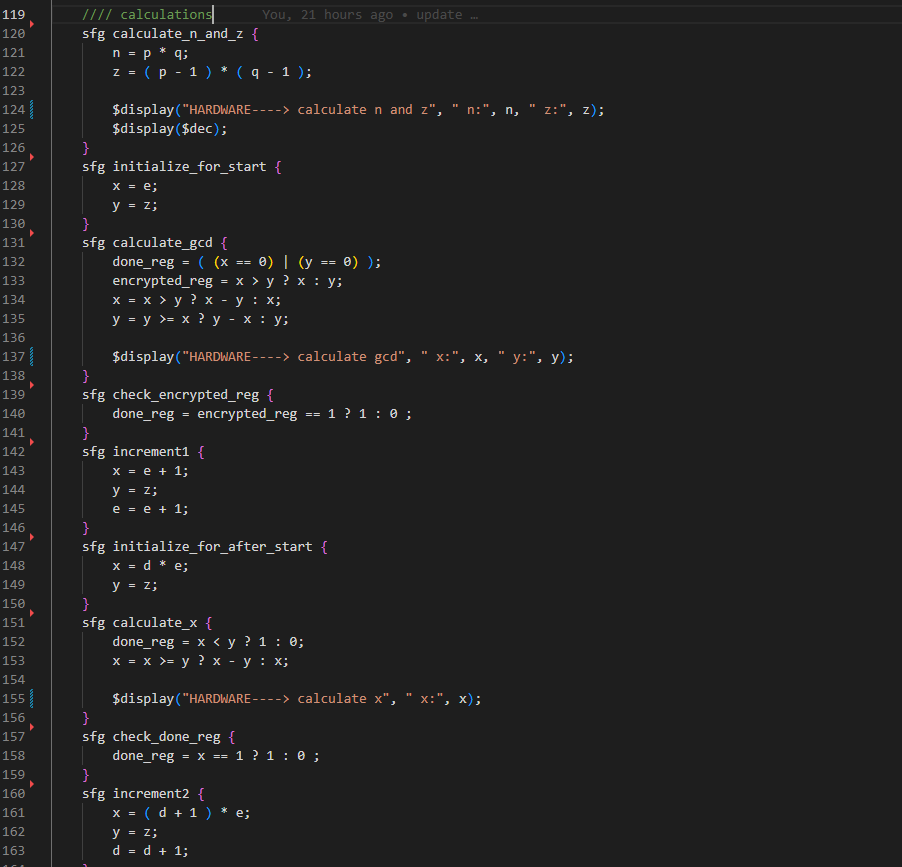 119 //// calculations You, 21 hours ago • update …
120 sfg calculate_n_and_z {
121 n = p * q;
122 z = ( p - 1 ) * ( q - 1 );
123
124 $display("HARDWARE----> calculate n and z", " n:", n, " z:", z);
125 $display($dec);
126 }
127 sfg initialize_for_start {
128 x = e;
129 y = z;
130 }
131 sfg calculate_gcd {
132 done_reg = ( (x == 0) | (y == 0) );
133 encrypted_reg = x > y ? x : y;
134 x = x > y ? x - y : x;
135 y = y >= x ? y - x : y;
136
137 $display("HARDWARE----> calculate gcd", " x:", x, " y:", y);
138 }
139 sfg check_encrypted_reg {
140 done_reg = encrypted_reg == 1 ? 1 : 0 ;
141 }
142 sfg increment1 {
143 x = e + 1;
144 y = z;
145 e = e + 1;
146 }
147 sfg initialize_for_after_start {
148 x = d * e;
149 y = z;
150 }
151 sfg calculate_x {
152 done_reg = x < y ? 1 : 0;
153 x = x >= y ? x - y : x;
154
155 $display("HARDWARE----> calculate x", " x:", x);
156 }
157 sfg check_done_reg {
158 done_reg = x == 1 ? 1 : 0 ;
159 }
160 sfg increment2 {
161 x = ( d + 1 ) * e;
162 y = z;
163 d = d + 1;